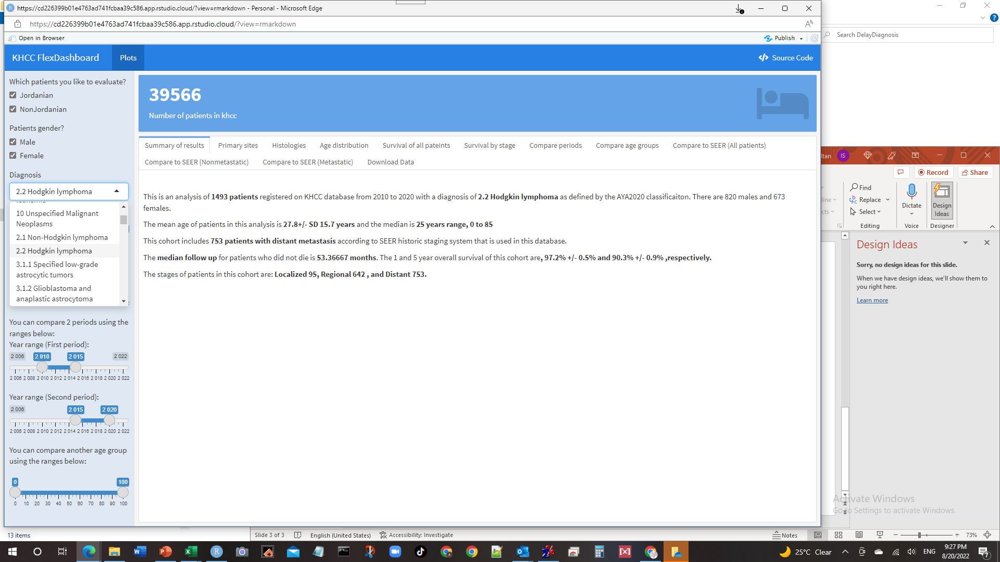 https://cd226399b01e4763ad741fcbaa39c586.app.rstudio.cloud/?view=rmarkdown - Personal - Microsoft Edge
https://cd226399b01e4763ad741fcbaa39c586.app.rstudio.cloud/?view=rmarkdown
Open in Browser
Publish
Search DelayDiagnosis
KHCC FlexDashboard
Plots
Source Code
Which patients you like to evaluate?
Jordanian
NonJordanian
Patients gender?
Male
Female
Diagnosis
2.2 Hodgkin lymphoma
10 Unspecified Malignant
Neoplasms
2.1 Non-Hodgkin lymphoma
2.2 Hodgkin lymphoma
3.1.1 Specified low-grade
astrocytic tumors
3.1.2 Glioblastoma and
anaplastic astrocytoma
You can compare 2 periods using the
ranges below:
Year range (First period):
2 006 2 010 2 015 2 022
2 006 2 008 2 010 2 012 2 014 2 016 2 018 2 020 2 022
Year range (Second period):
2 006 2 015 2 020
2 006 2 008 2 010 2 012 2 014 2 016 2 018 2 020 2 022
You can compare another age group
using the ranges below:
0 100
0 10 20 30 40 50 60 70 80 90 100
39566
Number of patients in khcc
Summary of results Primary sites Histologies Age distribution Survival of all pateints Survival by stage Compare periods Compare age groups Compare to SEER (All patients)
Compare to SEER (Nonmetastatic) Compare to SEER (Metastatic) Download Data
This is an analysis of 1493 patients registered on KHCC database from 2010 to 2020 with a diagnosis of 2.2 Hodgkin lymphoma as defined by the AYA2020 classificaiton. There are 820 males and 673
females.
The mean age of patients in this analysis is 27.8+/- SD 15.7 years and the median is 25 years range, 0 to 85
This cohort includes 753 patients with distant metastasis according to SEER historic staging system that is used in this database.
The median follow up for patients who did not die is 53.36667 months. The 1 and 5 year overall survival of this cohort are, 97.2% +/- 0.5% and 90.3% +/- 0.9% ,respectively.
The stages of patients in this cohort are: Localized 95, Regional 642 , and Distant 753.
ltan IS
Record Share
Find
Replace
Select
Editing
Dictate
Voice
Design
Ideas
Designer
Design Ideas
Sorry, no design ideas for this slide.
When we have design ideas, we'll show them to
you right here.
Learn more
Activate Windows
Go to Settings to activate Windows.
13 items
Slide 3 of 3 English (United States) Accessibility: Investigate Notes 73%
25°C Clear ENG
9:27 PM
8/20/2022
7